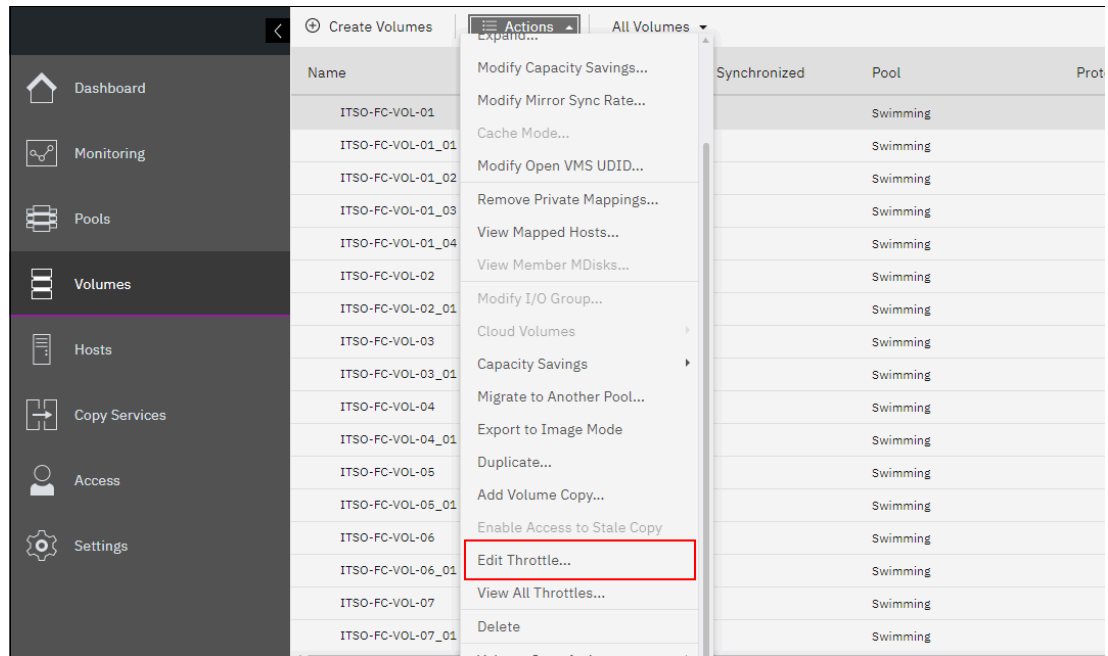 Create Volumes
Actions
All Volumes
Dashboard
Monitoring
Pools
Volumes
Hosts
Copy Services
Access
Settings
Name
Synchronized
Pool
Prot
ITSO-FC-VOL-01
Swimming
ITSO-FC-VOL-01_01
Swimming
ITSO-FC-VOL-01_02
Swimming
ITSO-FC-VOL-01_03
Swimming
ITSO-FC-VOL-01_04
Swimming
ITSO-FC-VOL-02
Swimming
ITSO-FC-VOL-02_01
Swimming
ITSO-FC-VOL-03
Swimming
ITSO-FC-VOL-03_01
Swimming
ITSO-FC-VOL-04
Swimming
ITSO-FC-VOL-04_01
Swimming
ITSO-FC-VOL-05
Swimming
ITSO-FC-VOL-05_01
Swimming
ITSO-FC-VOL-06
Swimming
ITSO-FC-VOL-06_01
Swimming
ITSO-FC-VOL-07
Swimming
ITSO-FC-VOL-07_01
Swimming
Expand...
Modify Capacity Savings...
Modify Mirror Sync Rate...
Cache Mode...
Modify Open VMS UDID...
Remove Private Mappings...
View Mapped Hosts...
View Member MDisks...
Modify I/O Group...
Cloud Volumes
Capacity Savings
Migrate to Another Pool...
Export to Image Mode
Duplicate...
Add Volume Copy...
Enable Access to Stale Copy
Edit Throttle...
View All Throttles...
Delete